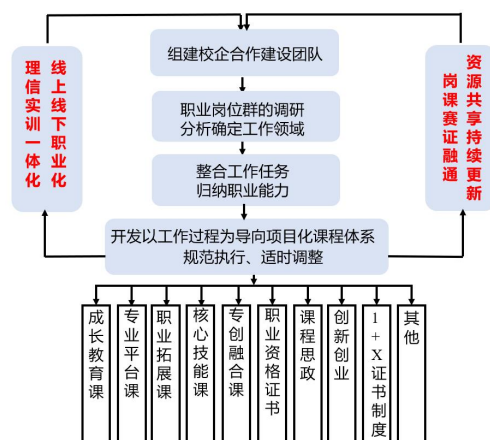 组建校企合作建设团队
线上线下职业化
理信实训一体化
资源共享持续更新
岗课赛证融通
职业岗位群的调研
分析确定工作领域
整合工作任务
归纳职业能力
开发以工作过程为导向项目化课程体系
规范执行、适时调整
成长教育课
专业平台课
职业拓展课
核心技能课
专创融合课
职业资格证书
课程思政
创新创业
1+X证书制度
其他